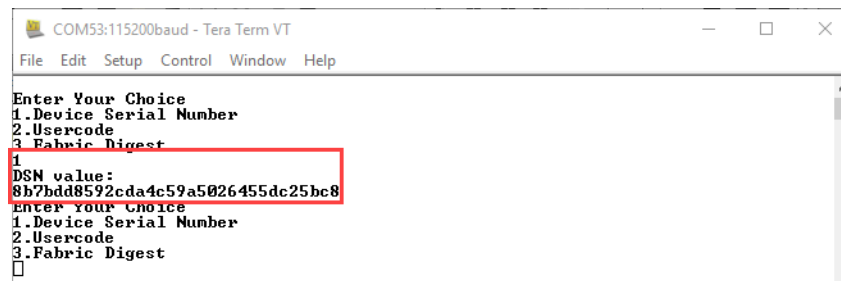 COM53:115200baud - Tera Term VT
File Edit Setup Control Window Help
Enter Your Choice
1.Device Serial Number
2.Usercode
3.Fabric Digest
1
DSN value:
8b7bdd8592cda4c59a5026455dc25bc8
Enter Your Choice
1.Device Serial Number
2.Usercode
3.Fabric Digest